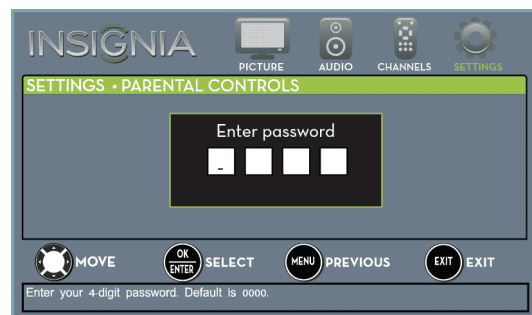 INSIGNIA
PICTURE AUDIO CHANNELS SETTINGS
SETTINGS • PARENTAL CONTROLS
Enter password
_
MOVE OK ENTER SELECT MENU PREVIOUS EXIT EXIT
Enter your 4-digit password. Default is 0000.